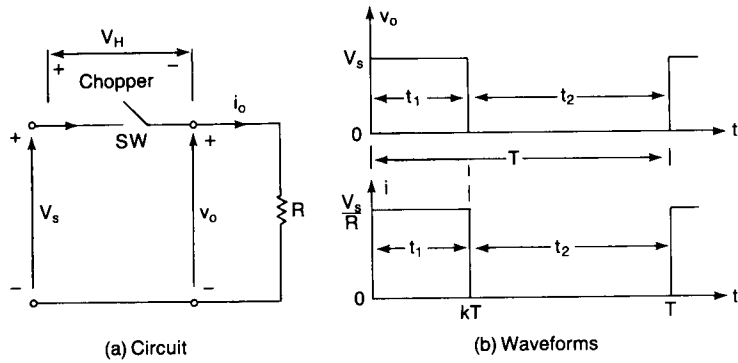 V_H
+ −
Chopper
i_o
+ SW +
V_s v_o R
− −
(a) Circuit
v_o
V_s
t_1 t_2
0 t
T
i
V_s/R
t_1 t_2
0 t
kT T
(b) Waveforms